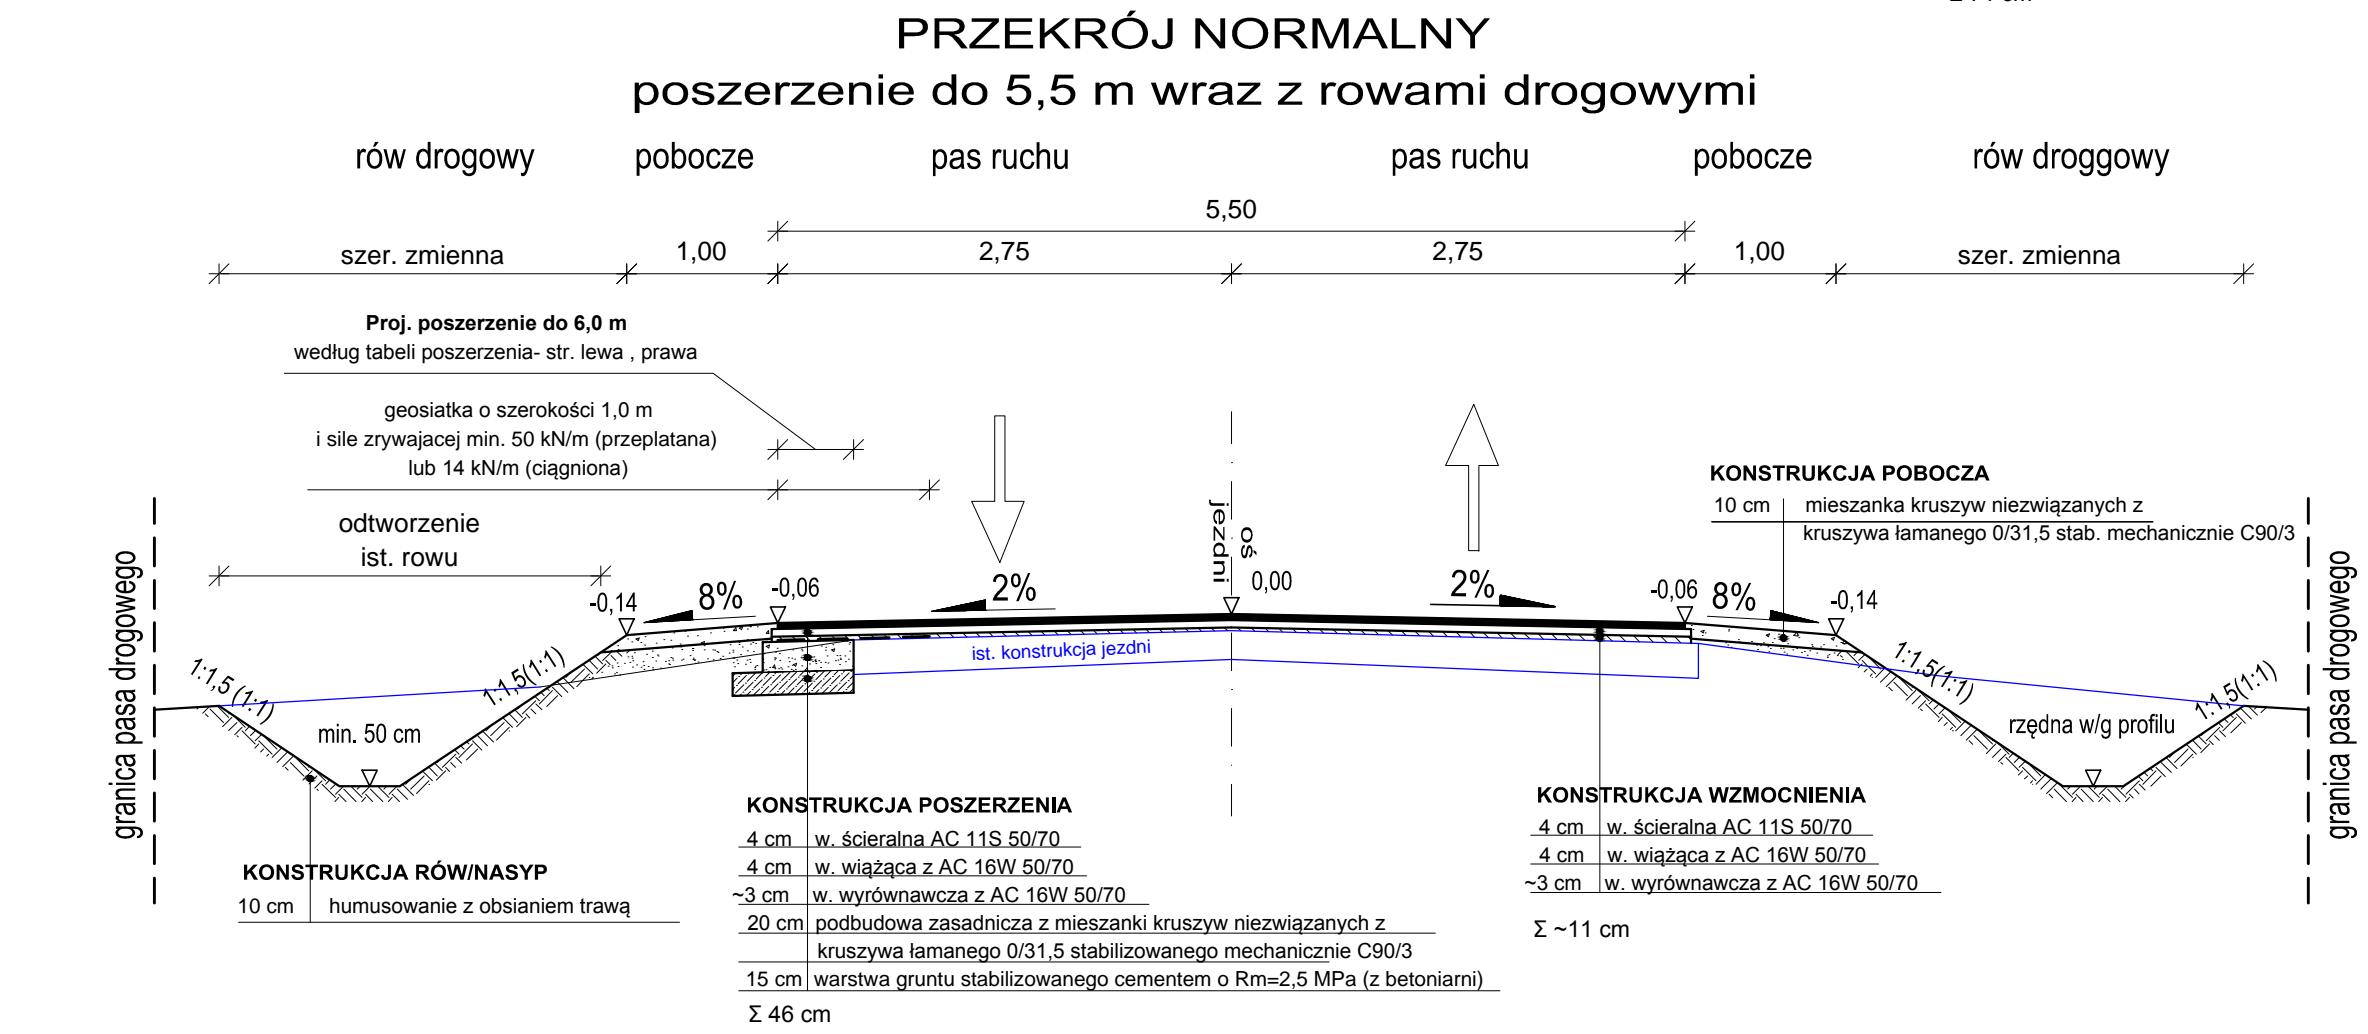 PRZEKRÓJ NORMALNY
poszerzenie do 5,5 m wraz z rowami drogowymi
rów drogowy pobocze pas ruchu pas ruchu pobocze rów droggowy
5,50
szer. zmienna 1,00 2,75 2,75 1,00 szer. zmienna
Proj. poszerzenie do 6,0 m
według tabeli poszerzenia- str. lewa , prawa
geosiatka o szerokości 1,0 m
i sile zrywajacej min. 50 kN/m (przeplatana)
lub 14 kN/m (ciągniona)
odtworzenie
ist. rowu
KONSTRUKCJA POBOCZA
10 cm mieszanka kruszyw niezwiązanych z
kruszywa łamanego 0/31,5 stab. mechanicznie C90/3
oś
jezdni
granica pasa drogowego
granica pasa drogowego
-0,14 8% -0,06 2% 0,00 2% -0,06 8% -0,14
ist. konstrukcja jezdni
1:1,5 (1:1) 1:1,5(1:1) 1:1,5(1:1) 1:1,5(1:1)
min. 50 cm
rzędna w/g profilu
KONSTRUKCJA RÓW/NASYP
10 cm humusowanie z obsianiem trawą
KONSTRUKCJA POSZERZENIA
4 cm w. ścieralna AC 11S 50/70
4 cm w. wiążąca z AC 16W 50/70
~3 cm w. wyrównawcza z AC 16W 50/70
20 cm podbudowa zasadnicza z mieszanki kruszyw niezwiązanych z
kruszywa łamanego 0/31,5 stabilizowanego mechanicznie C90/3
15 cm warstwa gruntu stabilizowanego cementem o Rm=2,5 MPa (z betoniarni)
Σ 46 cm
KONSTRUKCJA WZMOCNIENIA
4 cm w. ścieralna AC 11S 50/70
4 cm w. wiążąca z AC 16W 50/70
~3 cm w. wyrównawcza z AC 16W 50/70
Σ ~11 cm